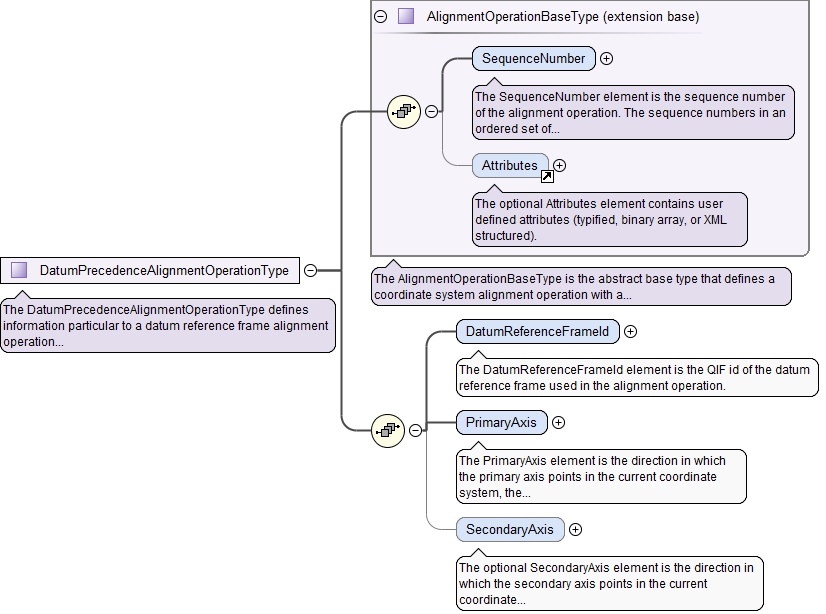 AlignmentOperationBaseType (extension base)
SequenceNumber
The SequenceNumber element is the sequence number
of the alignment operation. The sequence numbers in an
ordered set of...
Attributes
The optional Attributes element contains user
defined attributes (typified, binary array, or XML
structured).
DatumPrecedenceAlignmentOperationType
The DatumPrecedenceAlignmentOperationType defines
information particular to a datum reference frame alignment
operation...
The AlignmentOperationBaseType is the abstract base type that defines a
coordinate system alignment operation with a...
DatumReferenceFrameId
The DatumReferenceFrameId element is the QIF id of the datum
reference frame used in the alignment operation.
PrimaryAxis
The PrimaryAxis element is the direction in which
the primary axis points in the current coordinate
system, the...
SecondaryAxis
The optional SecondaryAxis element is the direction in
which the secondary axis points in the current
coordinate...